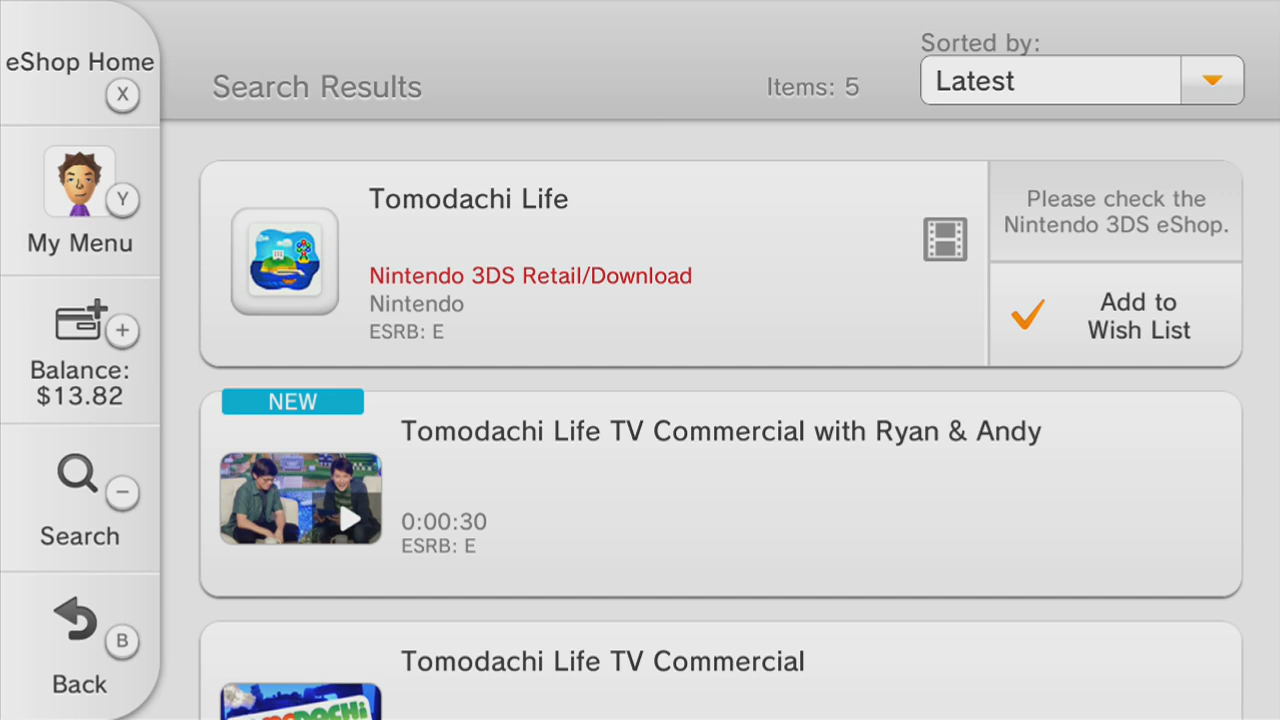 eShop Home
X
Y
My Menu
+
Balance:
$13.82
−
Search
B
Back
Search Results
Items: 5
Sorted by:
Latest
Tomodachi Life
Nintendo 3DS Retail/Download
Nintendo
ESRB: E
Please check the
Nintendo 3DS eShop.
Add to
Wish List
NEW
Tomodachi Life TV Commercial with Ryan & Andy
0:00:30
ESRB: E
Tomodachi Life TV Commercial